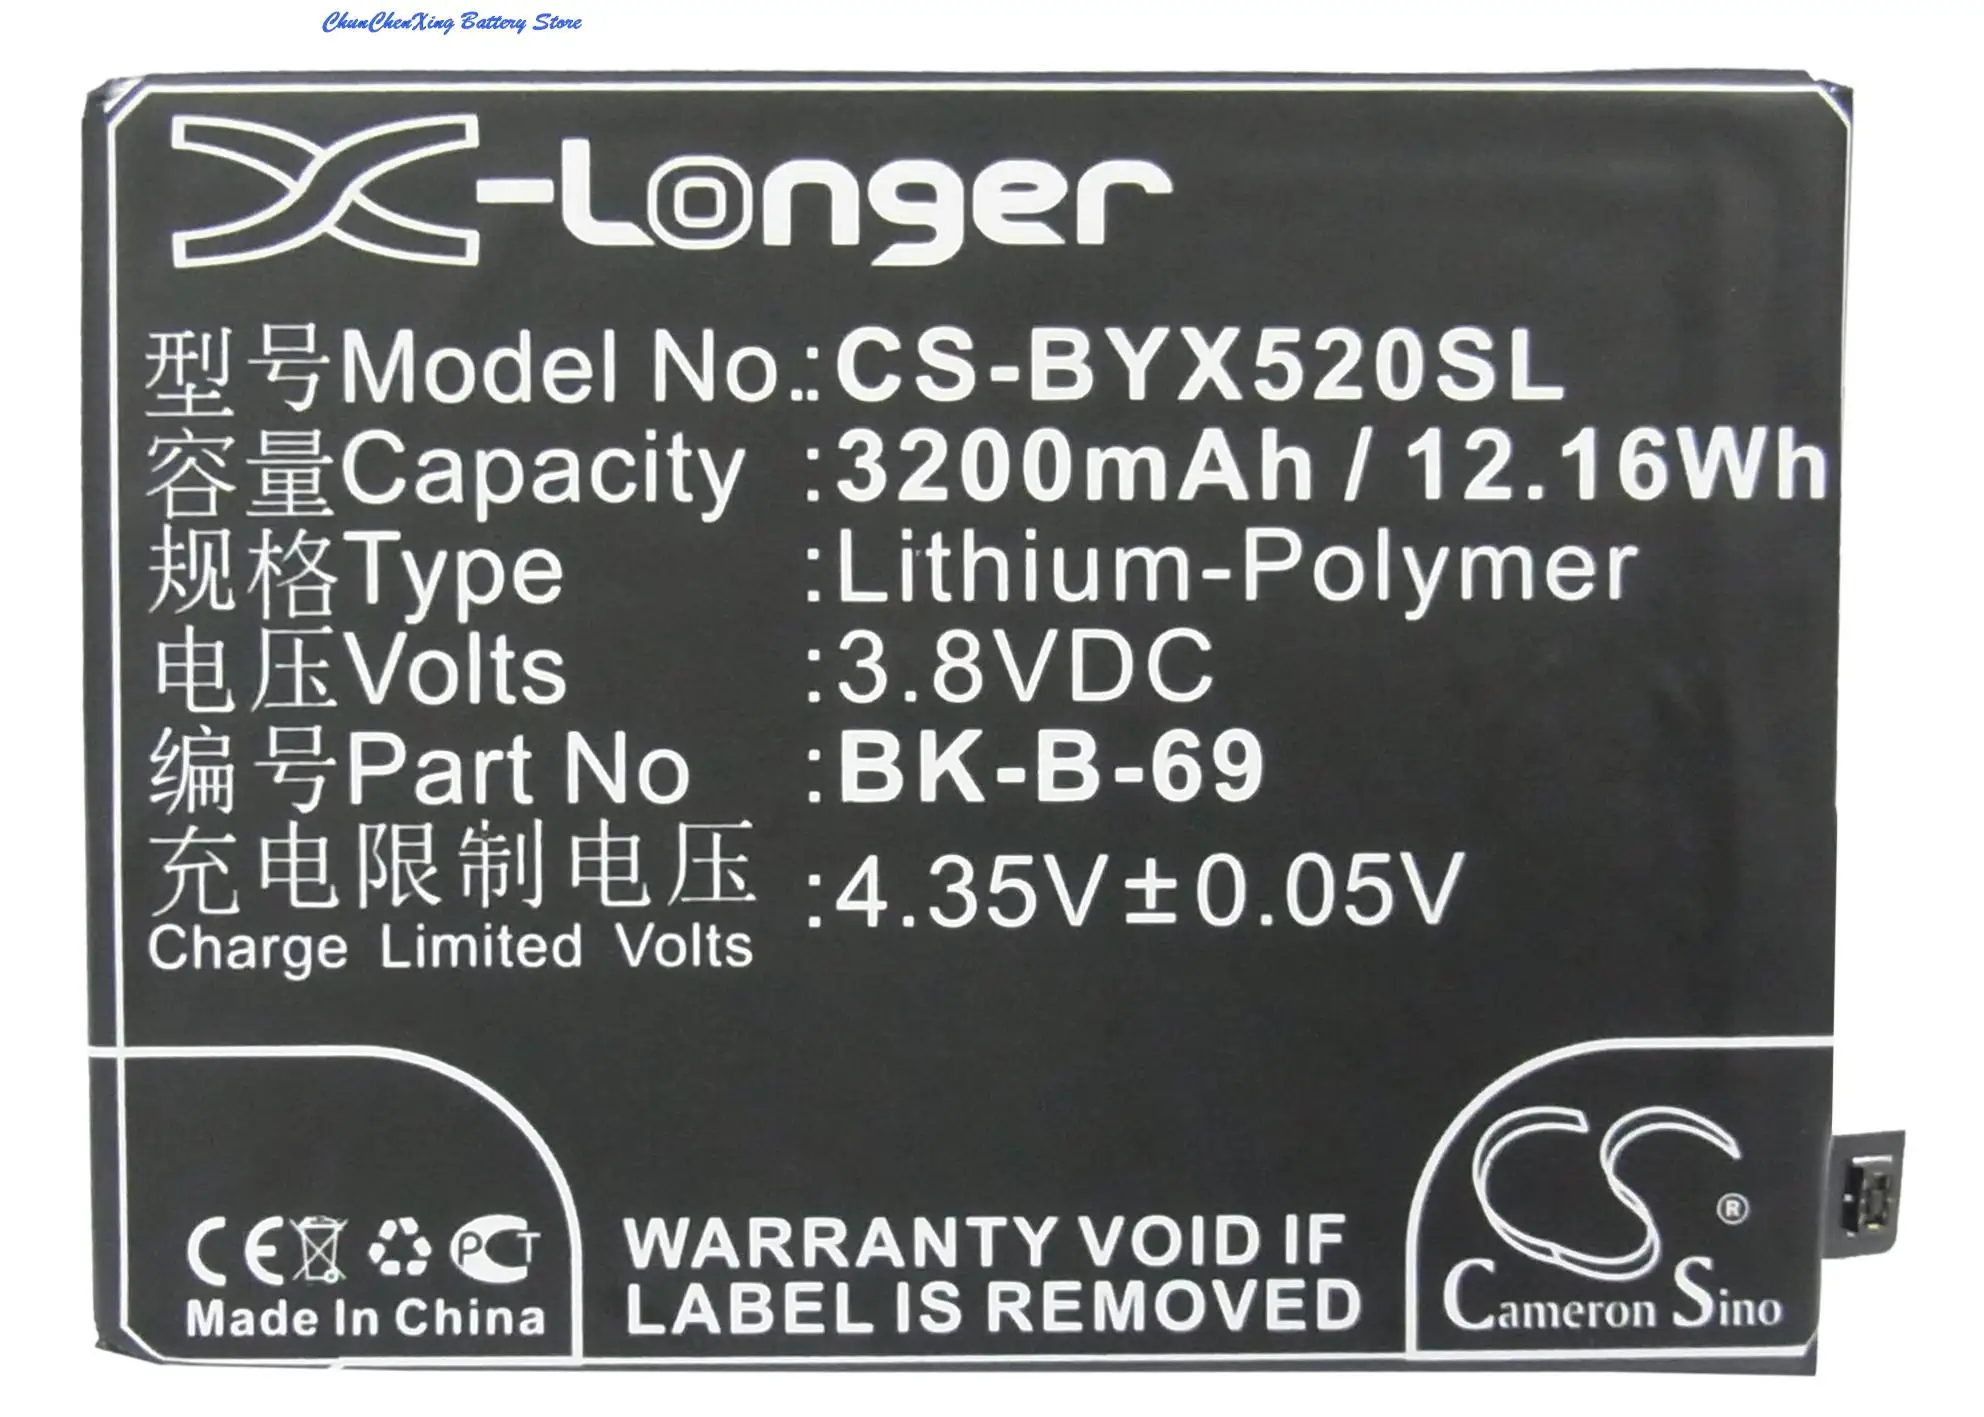 ChunChenXing Battery Store
X-Longer
型号Model No.:CS-BYX520SL
容量Capacity :3200mAh / 12.16Wh
规格Type :Lithium-Polymer
电压Volts :3.8VDC
编号Part No :BK-B-69
充电限制电压 :4.35V±0.05V
Charge Limited Volts
CE PCT
Made In China
WARRANTY VOID IF
LABEL IS REMOVED
CS ®
Cameron Sino